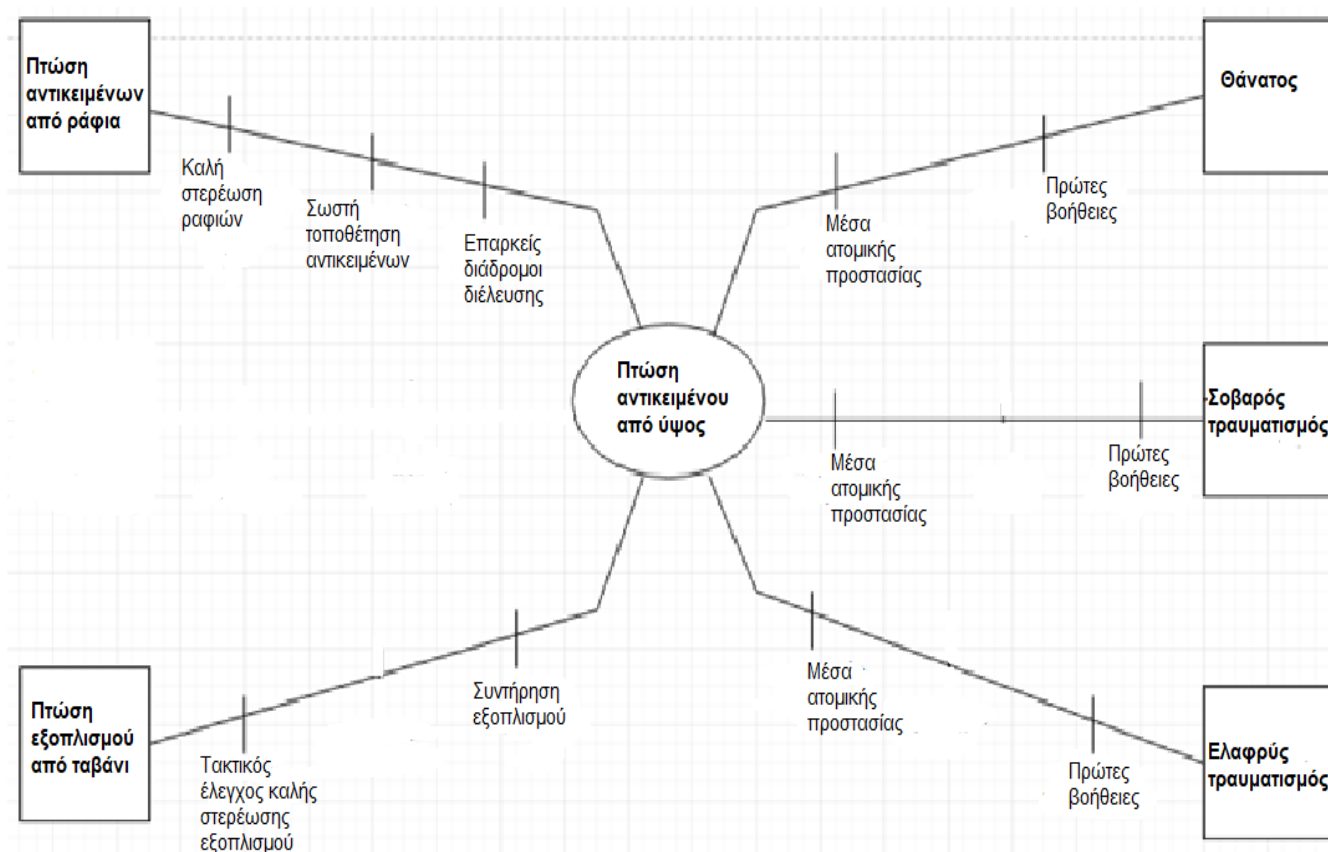 Πτώση
αντικειμένων
από ράφια
Καλή
στερέωση
ραφιών
Σωστή
τοποθέτηση
αντικειμένων
Επαρκείς
διάδρομοι
διέλευσης
Θάνατος
Πρώτες
βοήθειες
Μέσα
ατομικής
προστασίας
Πτώση
αντικειμένου
από ύψος
Μέσα
ατομικής
προστασίας
Πρώτες
βοήθειες
Σοβαρός
τραυματισμός
Πτώση
εξοπλισμού
από ταβάνι
Τακτικός
έλεγχος καλής
στερέωσης
εξοπλισμού
Συντήρηση
εξοπλισμού
Μέσα
ατομικής
προστασίας
Πρώτες
βοήθειες
Ελαφρύς
τραυματισμός